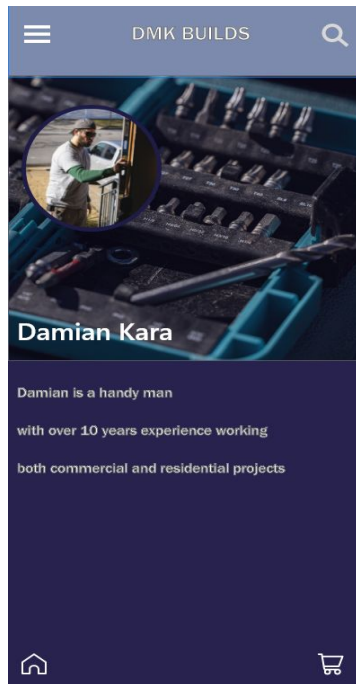 DMK BUILDS
Damian Kara
Damian is a handy man
with over 10 years experience working
both commercial and residential projects